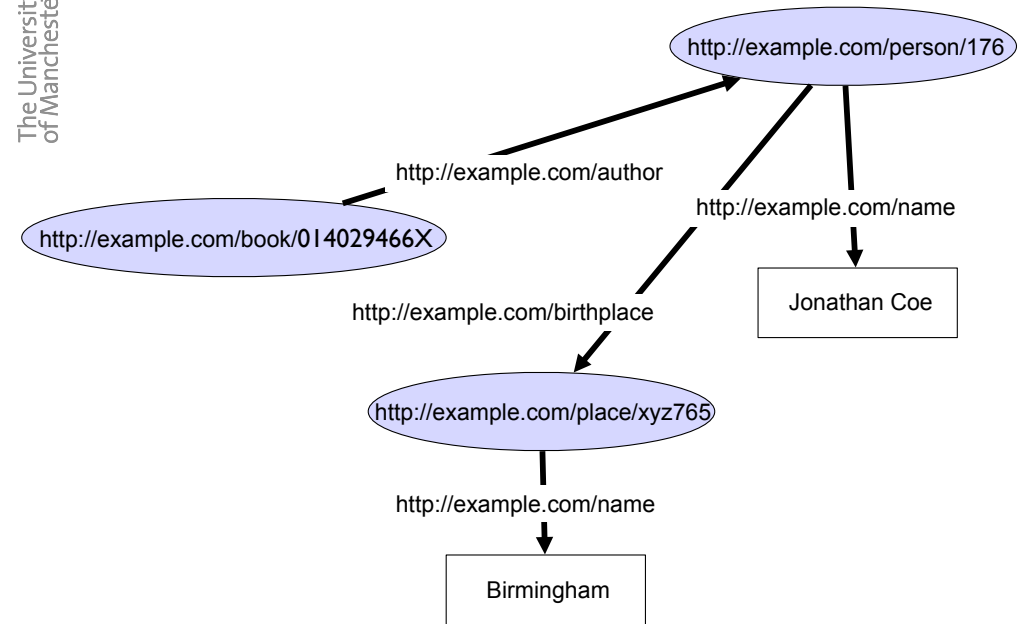 The Universit
of Manchester
http://example.com/person/176
http://example.com/author
http://example.com/name
http://example.com/book/014029466X
Jonathan Coe
http://example.com/birthplace
http://example.com/place/xyz765
http://example.com/name
Birmingham